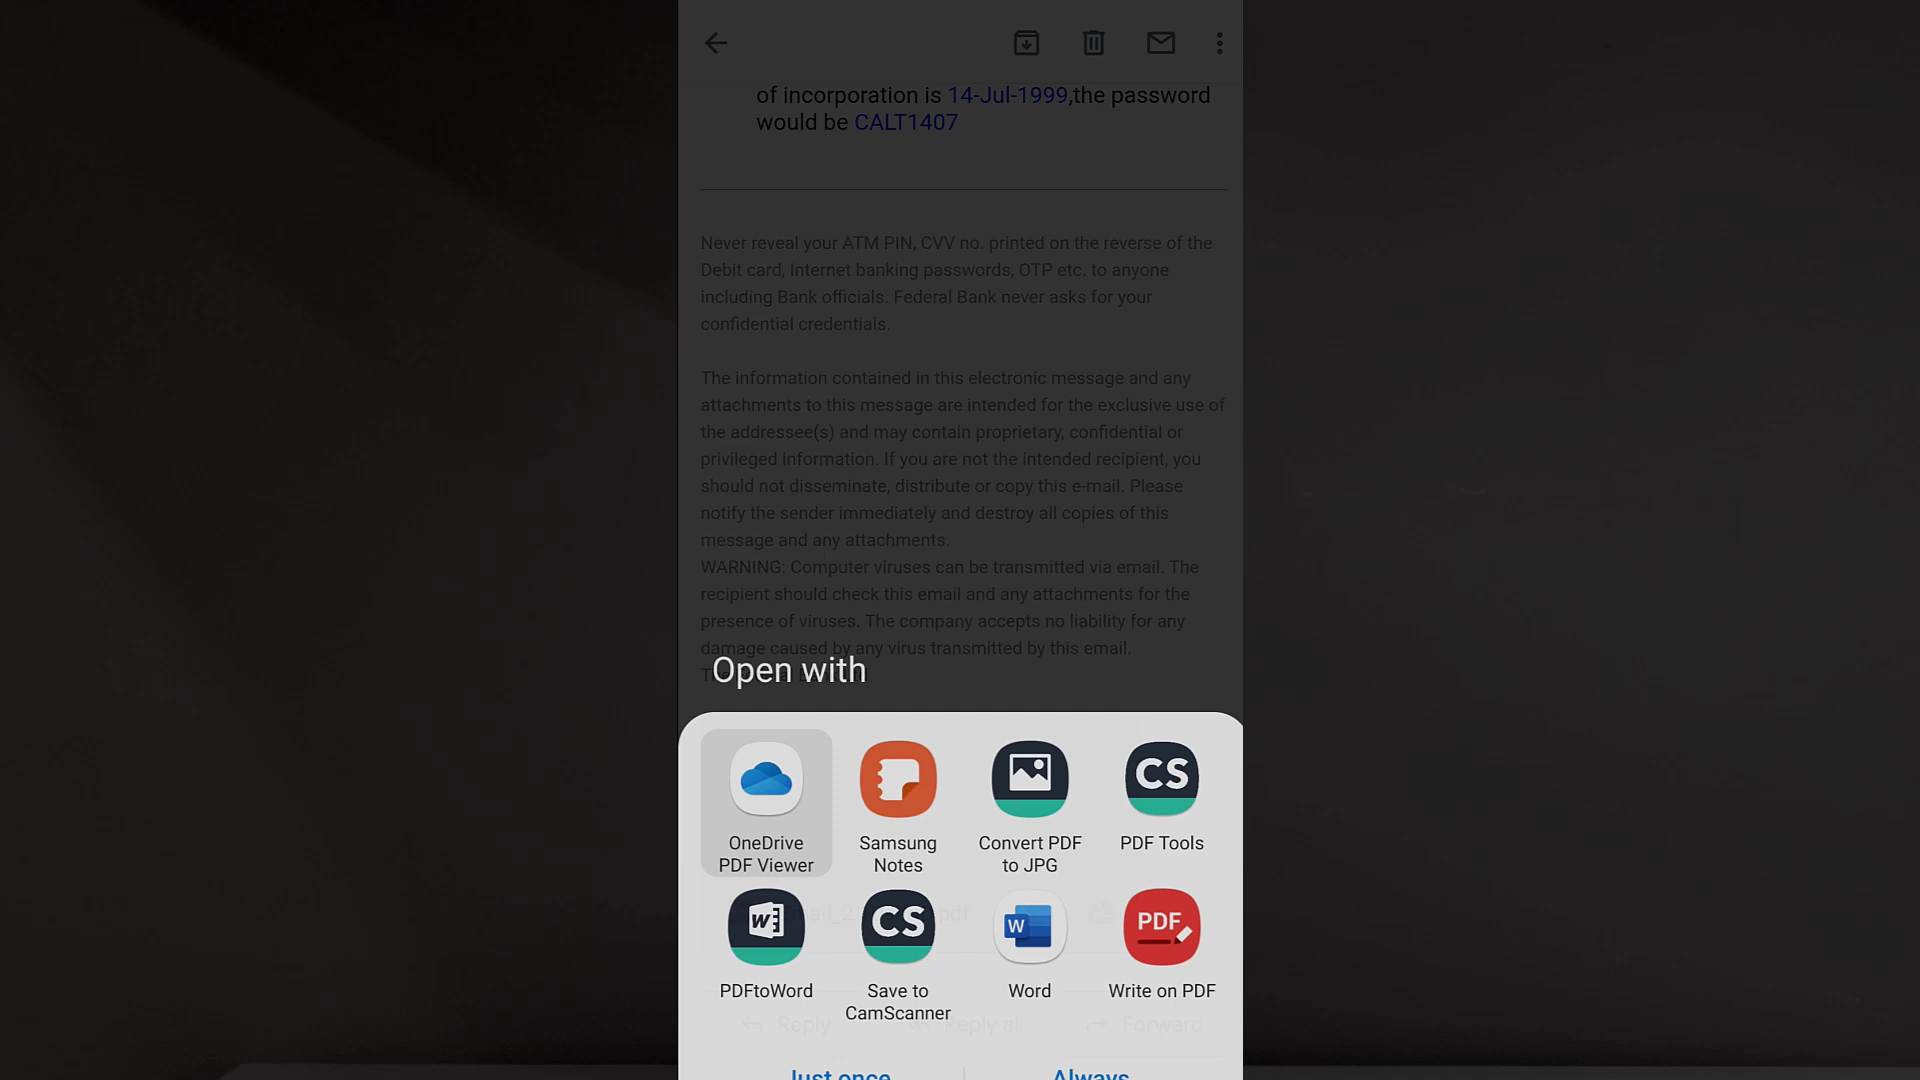 of incorporation is 14-Jul-1999,the password
would be CALT1407
Never reveal your ATM PIN, CVV no. printed on the reverse of the
Debit card, Internet banking passwords, OTP etc. to anyone
including Bank officials. Federal Bank never asks for your
confidential credentials.
The information contained in this electronic message and any
attachments to this message are intended for the exclusive use of
the addressee(s) and may contain proprietary, confidential or
privileged information. If you are not the intended recipient, you
should not disseminate, distribute or copy this e-mail. Please
notify the sender immediately and destroy all copies of this
message and any attachments.
WARNING: Computer viruses can be transmitted via email. The
recipient should check this email and any attachments for the
presence of viruses. The company accepts no liability for any
damage caused by any virus transmitted by this email.
Open with
CS
OneDrive
PDF Viewer
Samsung
Notes
Convert PDF
to JPG
PDF Tools
W
CS
W
PDF
PDFtoWord
Save to
CamScanner
Word
Write on PDF
Reply
Reply all
Forward
Just once
Always